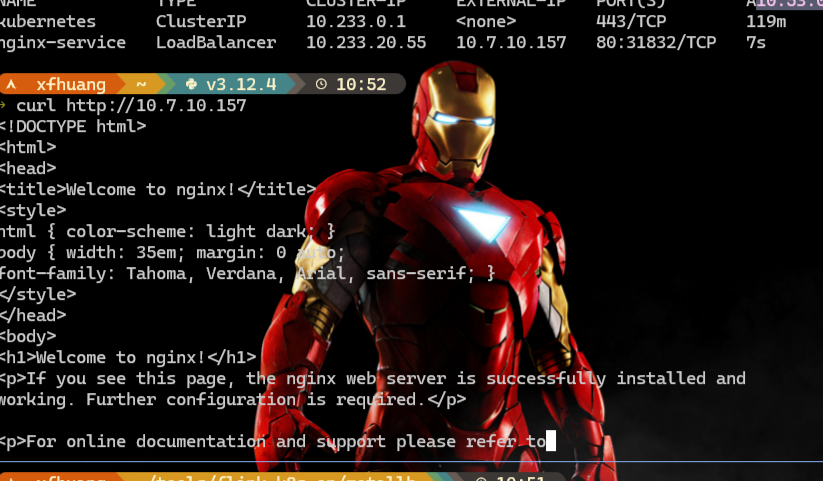 NAME TYPE CLUSTER-IP EXTERNAL-IP PORT(S)
kubernetes ClusterIP 10.233.0.1 <none> 443/TCP 119m
nginx-service LoadBalancer 10.233.20.55 10.7.10.157 80:31832/TCP 7s
xfhuang ~ v3.12.4 10:52
curl http://10.7.10.157
<!DOCTYPE html>
<html>
<head>
<title>Welcome to nginx!</title>
<style>
html { color-scheme: light dark; }
body { width: 35em; margin: 0 auto;
font-family: Tahoma, Verdana, Arial, sans-serif; }
</style>
</head>
<body>
<h1>Welcome to nginx!</h1>
<p>If you see this page, the nginx web server is successfully installed and
working. Further configuration is required.</p>
<p>For online documentation and support please refer to
xfhuang 10:51